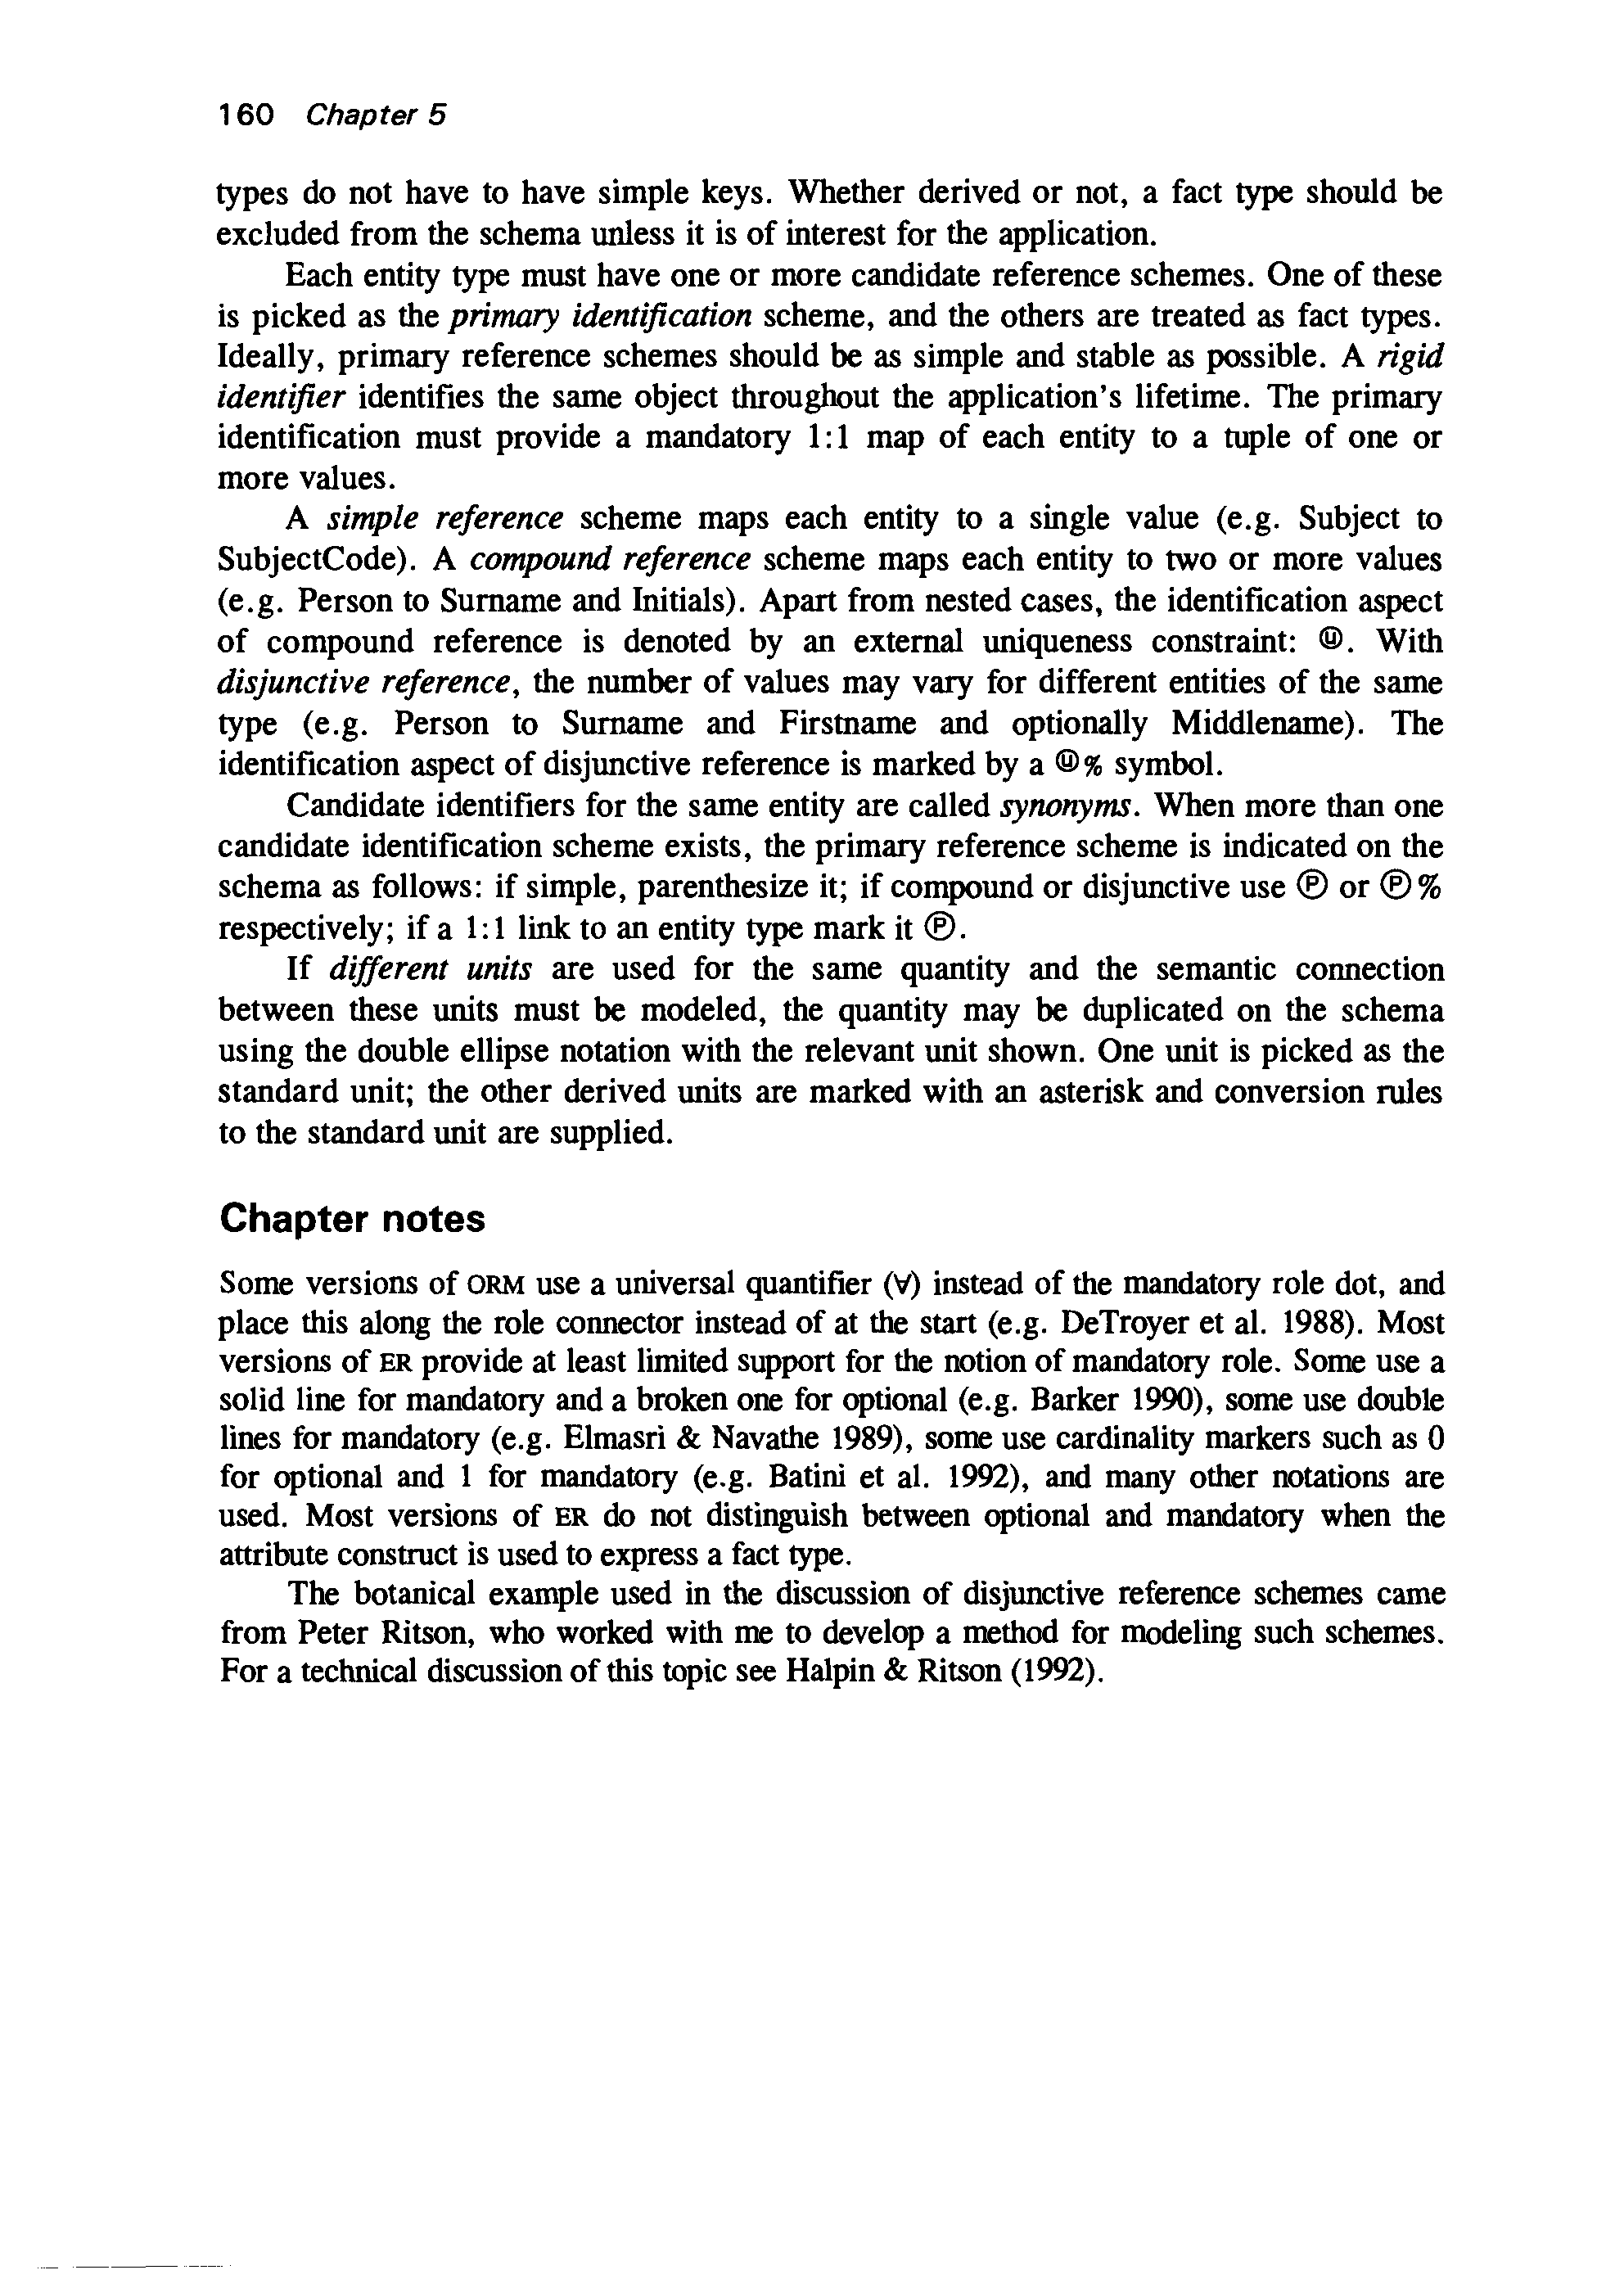 160 Chapter 5
types do not have to have simple keys. Whether derived or not, a fact type should be
excluded from the schema unless it is of interest for the application.
Each entity type must have one or more candidate reference schemes. One of these
is picked as the primary identification scheme, and the others are treated as fact types.
Ideally, primary reference schemes should be as simple and stable as possible. A rigid
identifier identifies the same object throughout the application's lifetime. The primary
identification must provide a mandatory 1:1 map of each entity to a tuple of one or
more values.
A simple reference scheme maps each entity to a single value (e.g. Subject to
SubjectCode). A compound reference scheme maps each entity to two or more values
(e.g. Person to Surname and Initials). Apart from nested cases, the identification aspect
of compound reference is denoted by an external uniqueness constraint: ⓤ. With
disjunctive reference, the number of values may vary for different entities of the same
type (e.g. Person to Surname and Firstname and optionally Middlename). The
identification aspect of disjunctive reference is marked by a ⓤ% symbol.
Candidate identifiers for the same entity are called synonyms. When more than one
candidate identification scheme exists, the primary reference scheme is indicated on the
schema as follows: if simple, parenthesize it; if compound or disjunctive use Ⓟ or Ⓟ%
respectively; if a 1:1 link to an entity type mark it Ⓟ.
If different units are used for the same quantity and the semantic connection
between these units must be modeled, the quantity may be duplicated on the schema
using the double ellipse notation with the relevant unit shown. One unit is picked as the
standard unit; the other derived units are marked with an asterisk and conversion rules
to the standard unit are supplied.
Chapter notes
Some versions of ORM use a universal quantifier (∀) instead of the mandatory role dot, and
place this along the role connector instead of at the start (e.g. DeTroyer et al. 1988). Most
versions of ER provide at least limited support for the notion of mandatory role. Some use a
solid line for mandatory and a broken one for optional (e.g. Barker 1990), some use double
lines for mandatory (e.g. Elmasri & Navathe 1989), some use cardinality markers such as 0
for optional and 1 for mandatory (e.g. Batini et al. 1992), and many other notations are
used. Most versions of ER do not distinguish between optional and mandatory when the
attribute construct is used to express a fact type.
The botanical example used in the discussion of disjunctive reference schemes came
from Peter Ritson, who worked with me to develop a method for modeling such schemes.
For a technical discussion of this topic see Halpin & Ritson (1992).